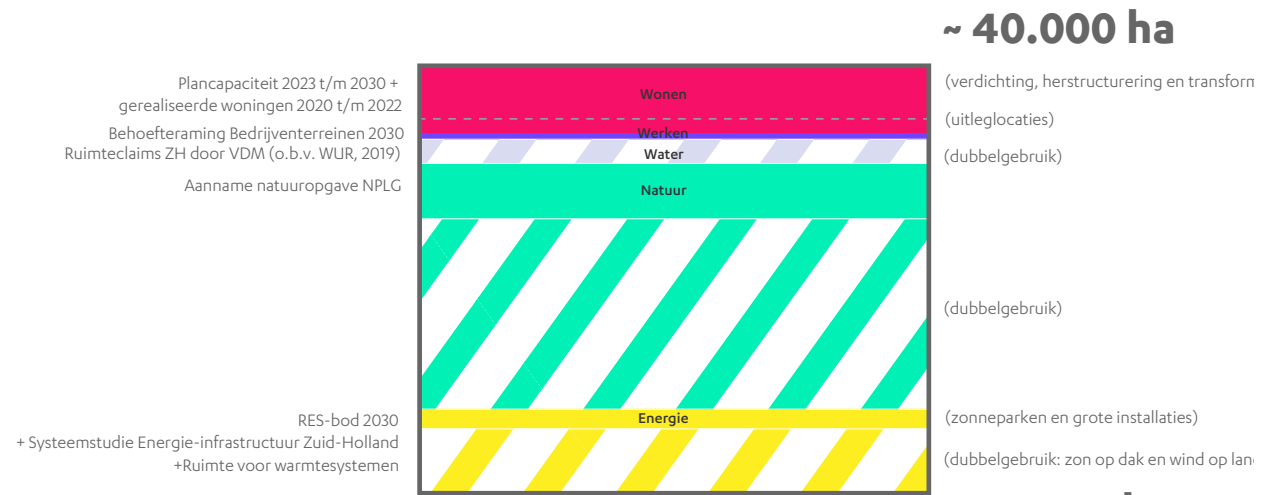 ~ 40.000 ha
Plancapaciteit 2023 t/m 2030 +
gerealiseerde woningen 2020 t/m 2022
Wonen
(verdichting, herstructurering en transform
(uitleglocaties)
Behoefteraming Bedrijventerreinen 2030
Werken
Ruimteclaims ZH door VDM (o.b.v. WUR, 2019)
Water
(dubbelgebruik)
Aanname natuuropgave NPLG
Natuur
(dubbelgebruik)
RES-bod 2030
Energie
(zonneparken en grote installaties)
+ Systeemstudie Energie-infrastructuur Zuid-Holland
+Ruimte voor warmtesystemen
(dubbelgebruik: zon op dak en wind op lan